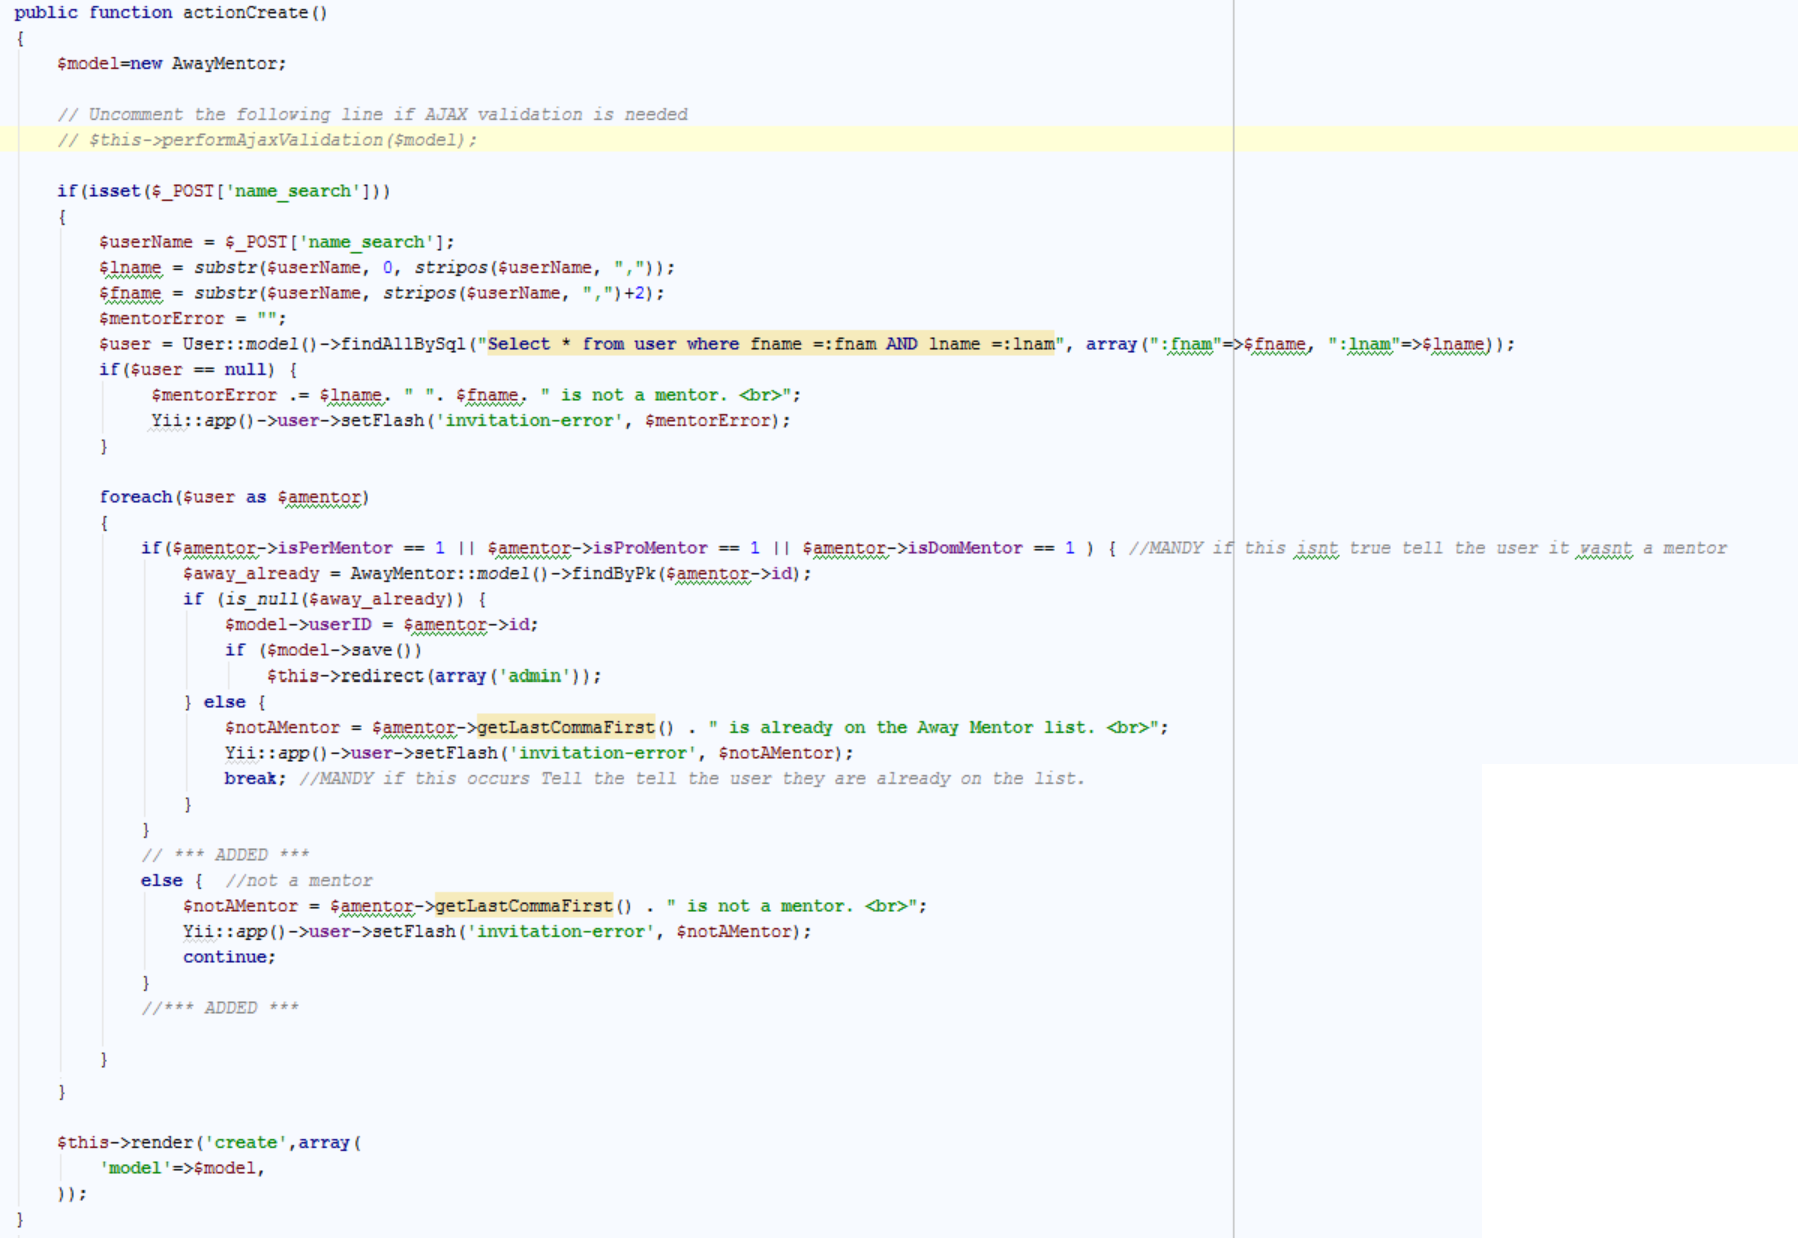 public function actionCreate()
{
    $model=new AwayMentor;

    // Uncomment the following line if AJAX validation is needed
    // $this->performAjaxValidation($model);

    if(isset($_POST['name_search']))
    {
        $userName = $_POST['name_search'];
        $lname = substr($userName, 0, stripos($userName, ","));
        $fname = substr($userName, stripos($userName, ",")+2);
        $mentorError = "";
        $user = User::model()->findAllBySql("Select * from user where fname =:fnam AND lname =:lnam", array(":fnam"=>$fname, ":lnam"=>$lname));
        if($user == null) {
             $mentorError .= $lname. " ". $fname. " is not a mentor. <br>";
             Yii::app()->user->setFlash('invitation-error', $mentorError);
        }

        foreach($user as $amentor)
        {
            if($amentor->isPerMentor == 1 || $amentor->isProMentor == 1 || $amentor->isDomMentor == 1 ) { //MANDY if this isnt true tell the user it wasnt a mentor
                $away_already = AwayMentor::model()->findByPk($amentor->id);
                if (is_null($away_already)) {
                    $model->userID = $amentor->id;
                    if ($model->save())
                        $this->redirect(array('admin'));
                } else {
                    $notAMentor = $amentor->getLastCommaFirst() . " is already on the Away Mentor list. <br>";
                    Yii::app()->user->setFlash('invitation-error', $notAMentor);
                    break; //MANDY if this occurs Tell the tell the user they are already on the list.
                }
            }
            // *** ADDED ***
            else {  //not a mentor
                $notAMentor = $amentor->getLastCommaFirst() . " is not a mentor. <br>";
                Yii::app()->user->setFlash('invitation-error', $notAMentor);
                continue;
            }
            //*** ADDED ***

        }
    }

    $this->render('create',array(
        'model'=>$model,
    ));
}